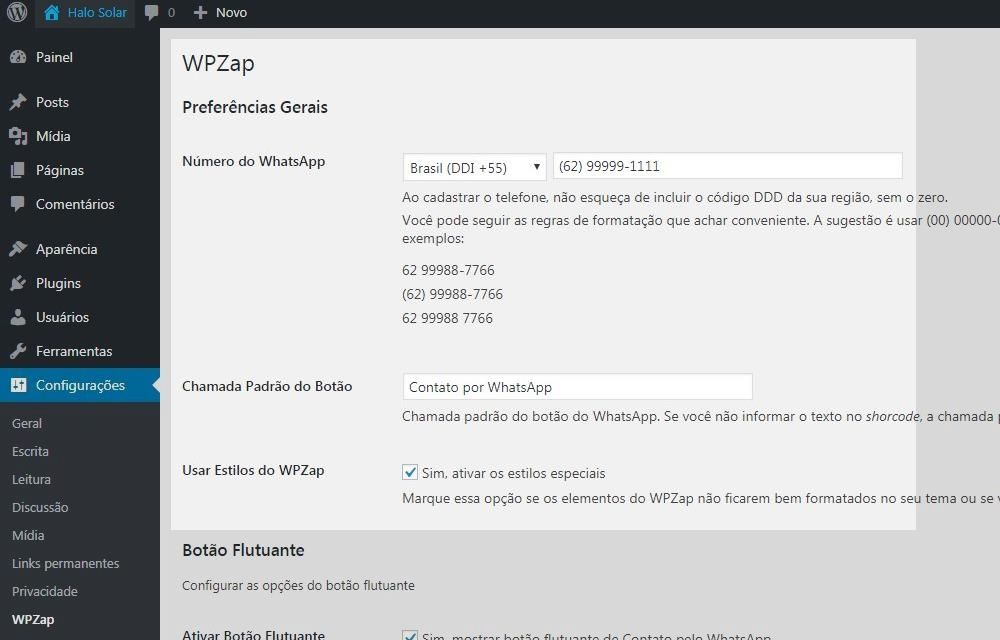 Halo Solar 0 Novo
Painel
Posts
Mídia
Páginas
Comentários
Aparência
Plugins
Usuários
Ferramentas
Configurações
Geral
Escrita
Leitura
Discussão
Mídia
Links permanentes
Privacidade
WPZap
WPZap
Preferências Gerais
Número do WhatsApp
Brasil (DDI +55) (62) 99999-1111
Ao cadastrar o telefone, não esqueça de incluir o código DDD da sua região, sem o zero.
Você pode seguir as regras de formatação que achar conveniente. A sugestão é usar (00) 00000-0
exemplos:
62 99988-7766
(62) 99988-7766
62 99988 7766
Chamada Padrão do Botão
Contato por WhatsApp
Chamada padrão do botão do WhatsApp. Se você não informar o texto no shorcode, a chamada p
Usar Estilos do WPZap
Sim, ativar os estilos especiais
Marque essa opção se os elementos do WPZap não ficarem bem formatados no seu tema ou se v
Botão Flutuante
Configurar as opções do botão flutuante
Ativar Botão Flutuante
Sim, mostrar botão flutuante de Contato pelo WhatsApp